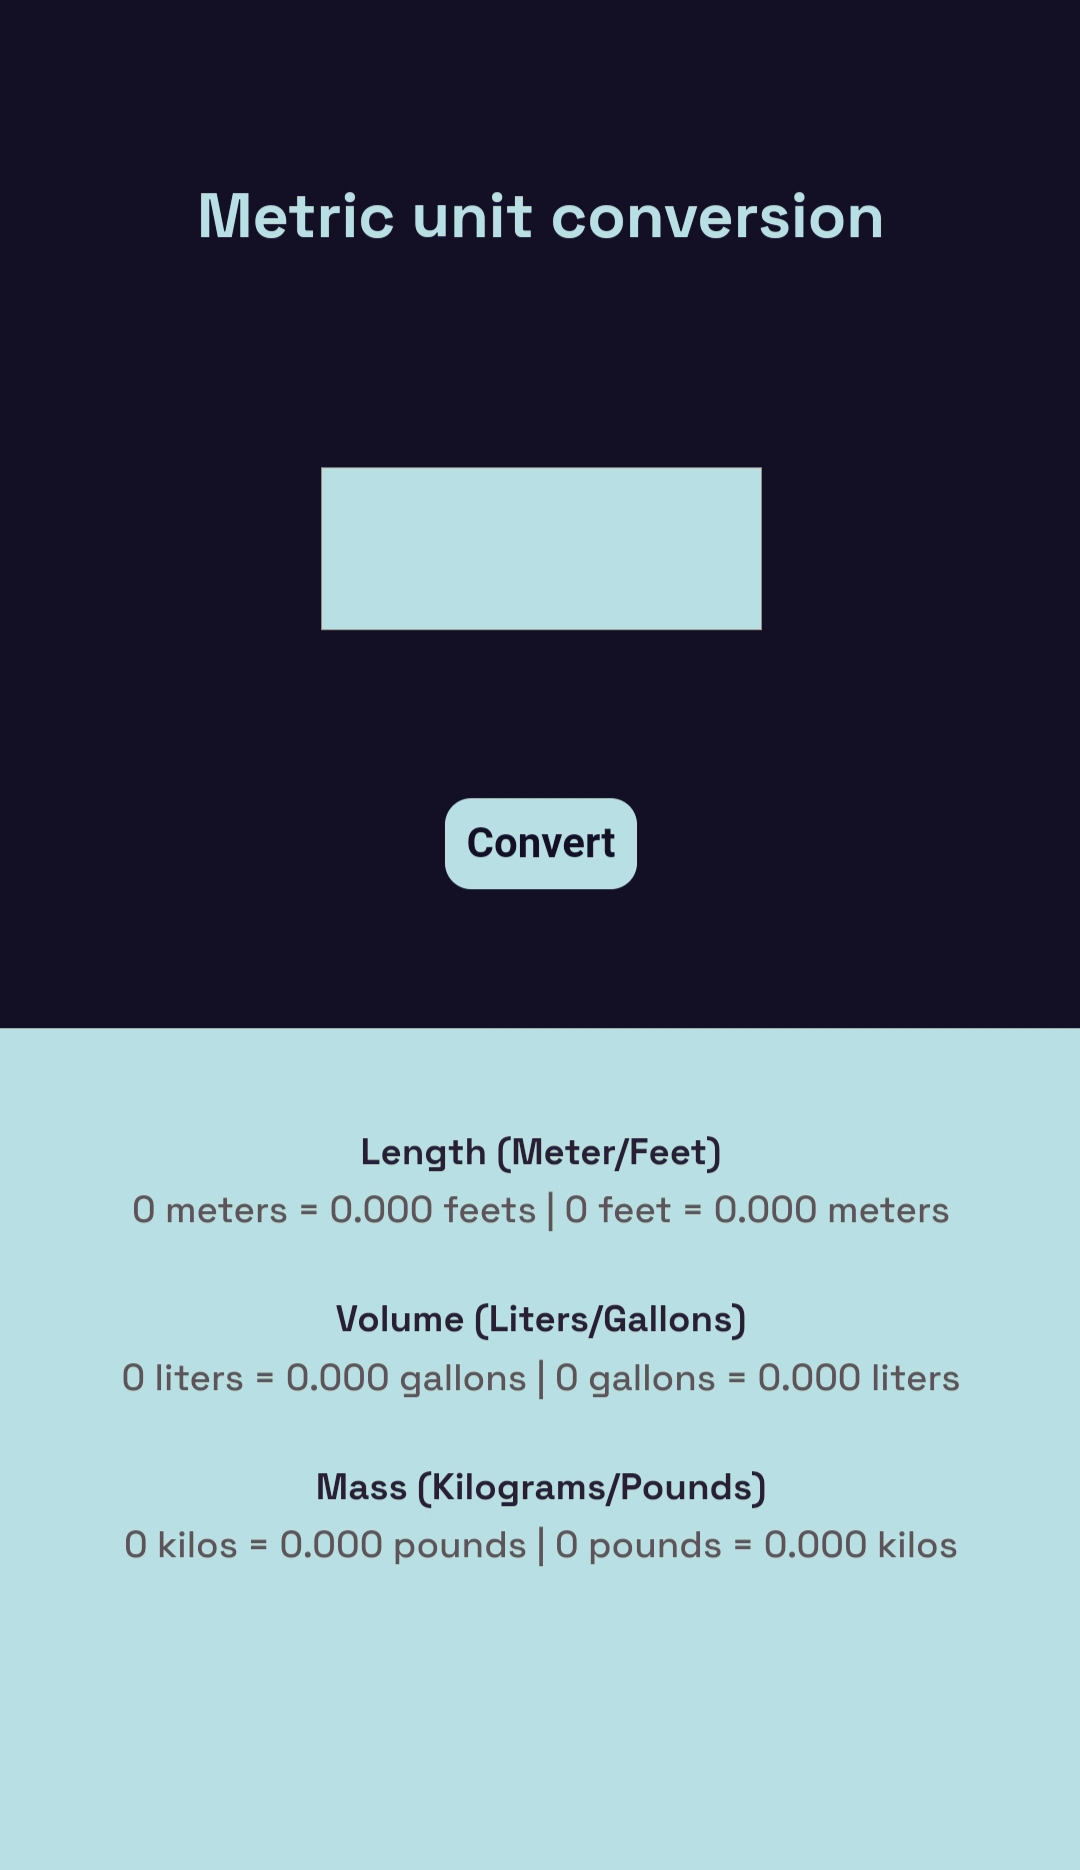 Metric unit conversion
Convert
Length (Meter/Feet)
0 meters = 0.000 feets | 0 feet = 0.000 meters
Volume (Liters/Gallons)
0 liters = 0.000 gallons | 0 gallons = 0.000 liters
Mass (Kilograms/Pounds)
0 kilos = 0.000 pounds | 0 pounds = 0.000 kilos